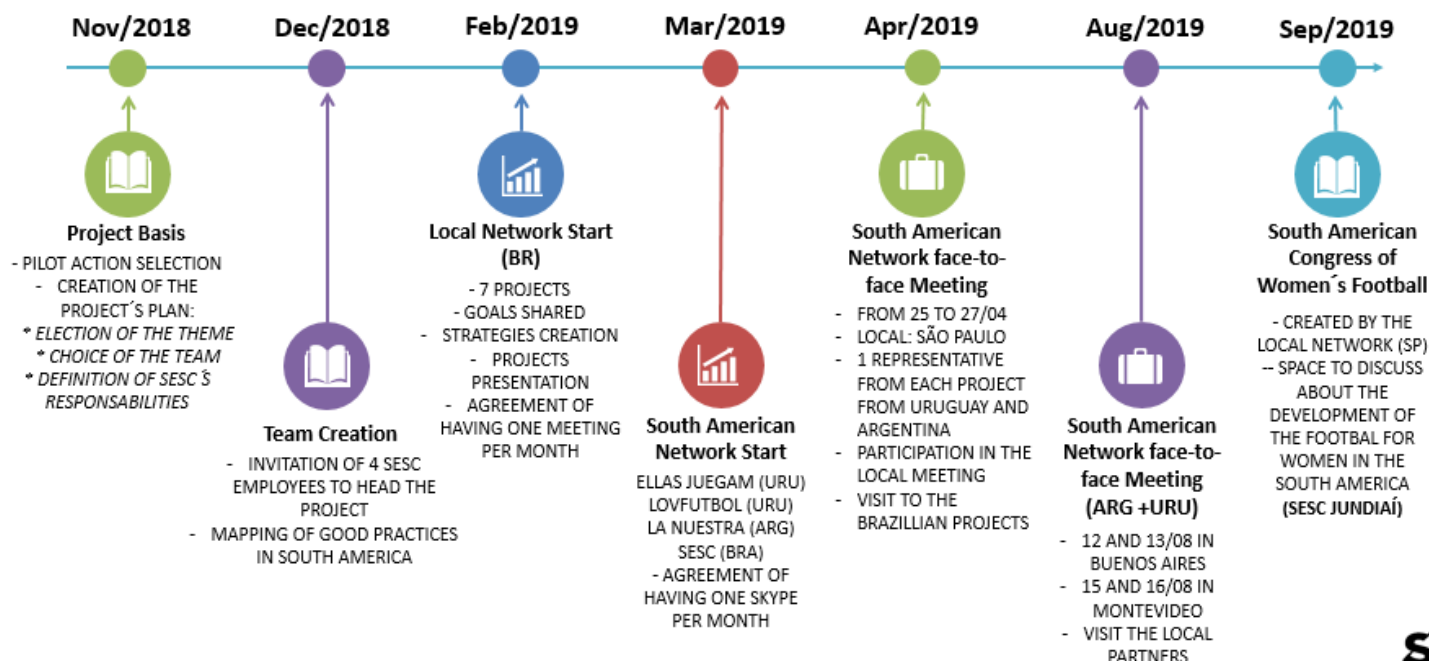 Nov/2018
Dec/2018
Feb/2019
Mar/2019
Apr/2019
Aug/2019
Sep/2019
Project Basis
- PILOT ACTION SELECTION
- CREATION OF THE
PROJECT´S PLAN:
* ELECTION OF THE THEME
* CHOICE OF THE TEAM
* DEFINITION OF SESC´S
RESPONSABILITIES
Team Creation
- INVITATION OF 4 SESC
EMPLOYEES TO HEAD THE
PROJECT
- MAPPING OF GOOD PRACTICES
IN SOUTH AMERICA
Local Network Start
(BR)
- 7 PROJECTS
- GOALS SHARED
- STRATEGIES CREATION
- PROJECTS
PRESENTATION
- AGREEMENT OF
HAVING ONE MEETING
PER MONTH
South American
Network Start
ELLAS JUEGAM (URU)
LOVFUTBOL (URU)
LA NUESTRA (ARG)
SESC (BRA)
- AGREEMENT OF
HAVING ONE SKYPE
PER MONTH
South American
Network face-to-
face Meeting
- FROM 25 TO 27/04
- LOCAL: SÃO PAULO
- 1 REPRESENTATIVE
FROM EACH PROJECT
FROM URUGUAY AND
ARGENTINA
- PARTICIPATION IN THE
LOCAL MEETING
- VISIT TO THE
BRAZILLIAN PROJECTS
South American
Network face-to-
face Meeting
(ARG +URU)
- 12 AND 13/08 IN
BUENOS AIRES
- 15 AND 16/08 IN
MONTEVIDEO
- VISIT THE LOCAL
PARTNERS
South American
Congress of
Women´s Football
- CREATED BY THE
LOCAL NETWORK (SP)
-- SPACE TO DISCUSS
ABOUT THE
DEVELOPMENT OF
THE FOOTBAL FOR
WOMEN IN THE
SOUTH AMERICA
(SESC JUNDIAÍ)